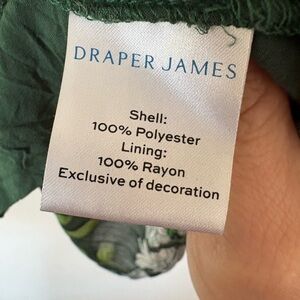 DRAPER JAMES
Shell:
100% Polyester
Lining:
100% Rayon
Exclusive of decoration